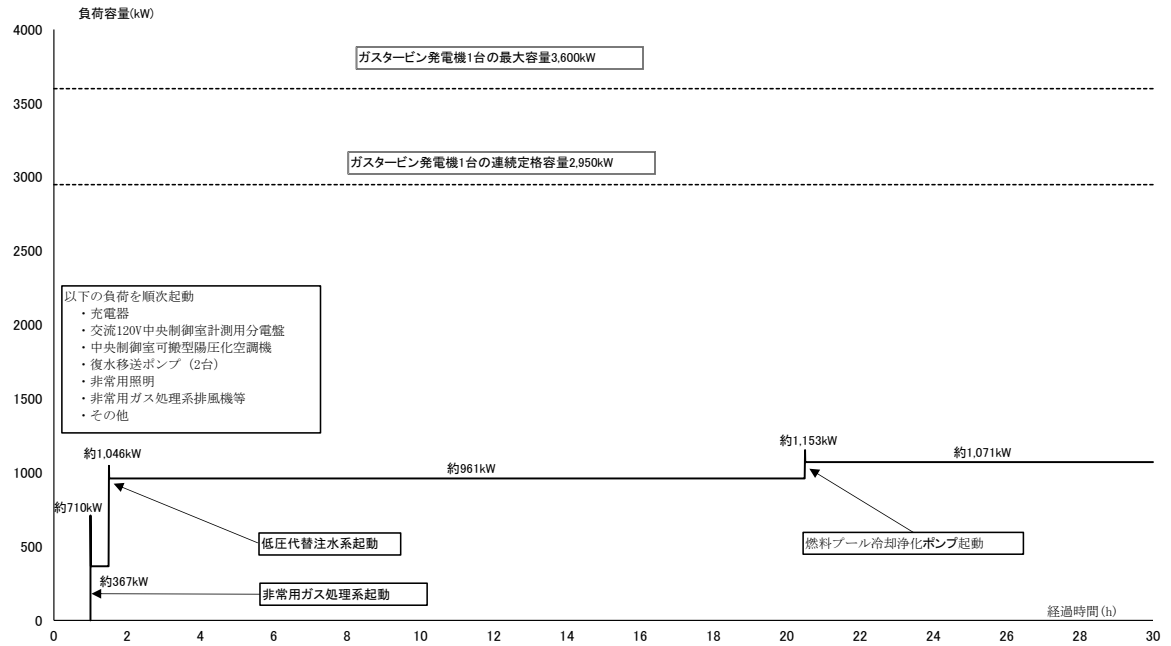 負荷容量(kW)
4000
ガスタービン発電機1台の最大容量3,600kW
3500
ガスタービン発電機1台の連続定格容量2,950kW
3000
2500
以下の負荷を順次起動
・充電器
・交流120V中央制御室計測用分電盤
・中央制御室可搬型陽圧化空調機
・復水移送ポンプ（2台）
・非常用照明
・非常用ガス処理系排風機等
・その他
2000
1500
約1,046kW
約961kW
約1,153kW
約1,071kW
1000
約710kW
低圧代替注水系起動
燃料プール冷却浄化ポンプ起動
500
約367kW
非常用ガス処理系起動
経過時間(h)
0
0 2 4 6 8 10 12 14 16 18 20 22 24 26 28 30